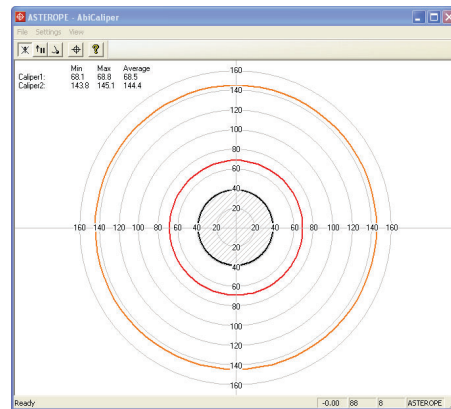 ASTEROPE - AbiCaliper
File Settings View
Min Max Average
Caliper1: 68.1 68.8 68.5
Caliper2: 143.8 145.1 144.4
160
140
120
100
80
60
40
20
160 140 120 100 80 60 40 20 20 40 60 80 100 120 140 160
20
40
60
80
100
120
140
160
Ready -0.00 88 8 ASTEROPE